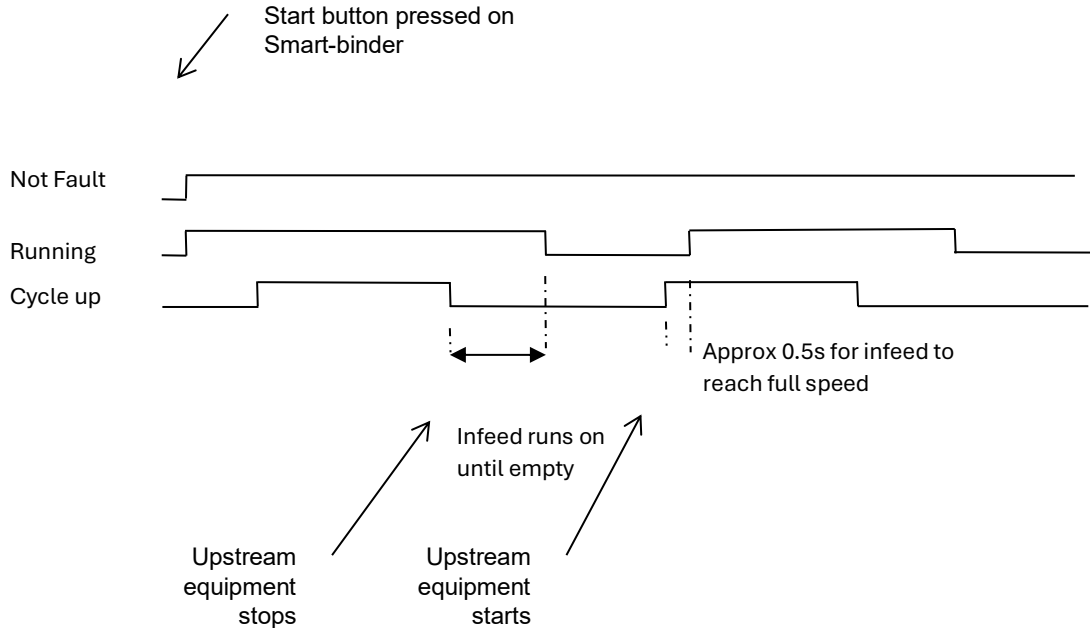 Start button pressed on
Smart-binder
Not Fault
Running
Cycle up
Approx 0.5s for infeed to
reach full speed
Infeed runs on
until empty
Upstream
equipment
stops
Upstream
equipment
starts